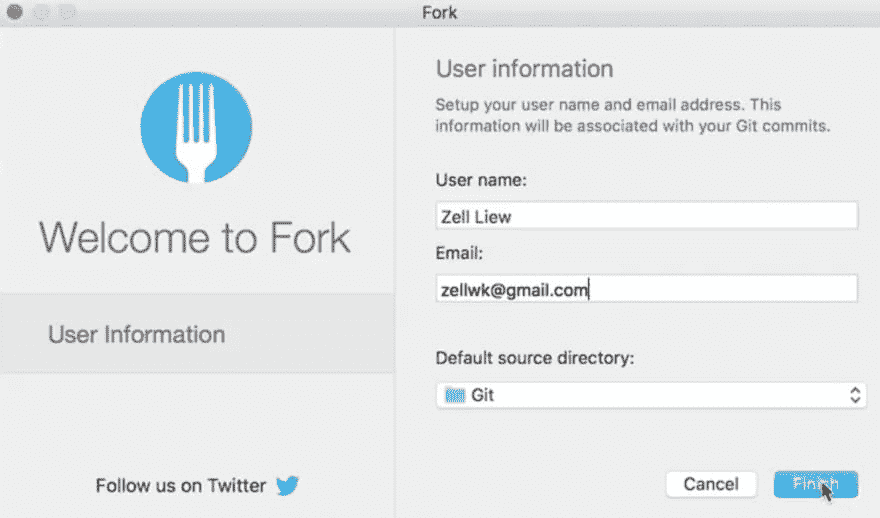 Fork
Welcome to Fork
User Information
Follow us on Twitter
User information
Setup your user name and email address. This
information will be associated with your Git commits.
User name:
Zell Liew
Email:
zellwk@gmail.com
Default source directory:
Git
Cancel
Finish